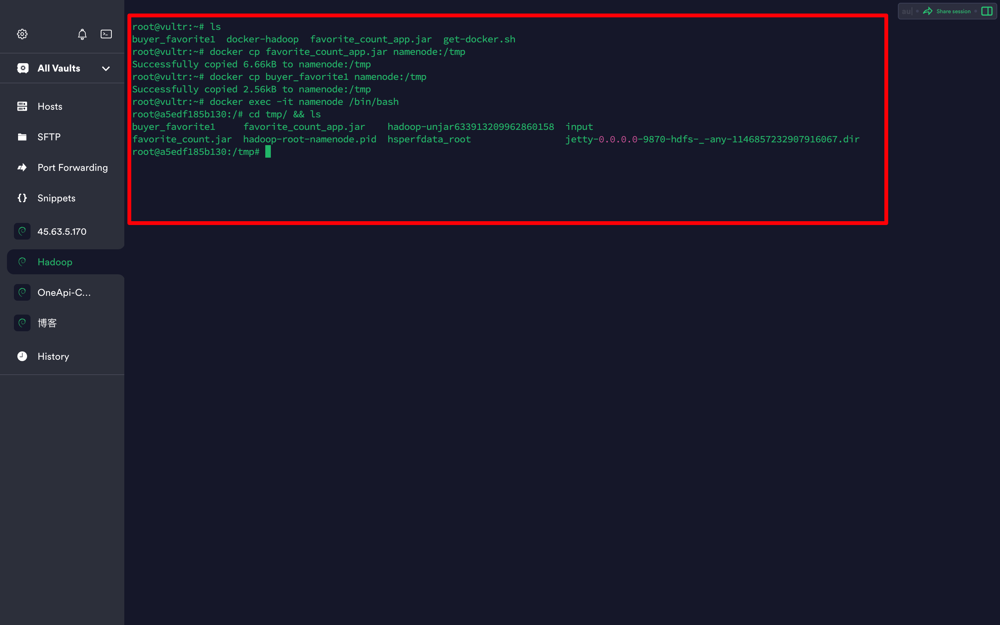 au
Share session
root@vultr:~# ls
buyer_favorite1  docker-hadoop  favorite_count_app.jar  get-docker.sh
root@vultr:~# docker cp favorite_count_app.jar namenode:/tmp
Successfully copied 6.66kB to namenode:/tmp
root@vultr:~# docker cp buyer_favorite1 namenode:/tmp
Successfully copied 2.56kB to namenode:/tmp
root@vultr:~# docker exec -it namenode /bin/bash
root@a5edf185b130:/# cd tmp/ && ls
buyer_favorite1     favorite_count_app.jar    hadoop-unjar633913209962860158  input
favorite_count.jar  hadoop-root-namenode.pid  hsperfdata_root                 jetty-0.0.0.0-9870-hdfs-_-any-1146857232907916067.dir
root@a5edf185b130:/tmp#
All Vaults
Hosts
SFTP
Port Forwarding
Snippets
45.63.5.170
Hadoop
OneApi-C...
博客
History